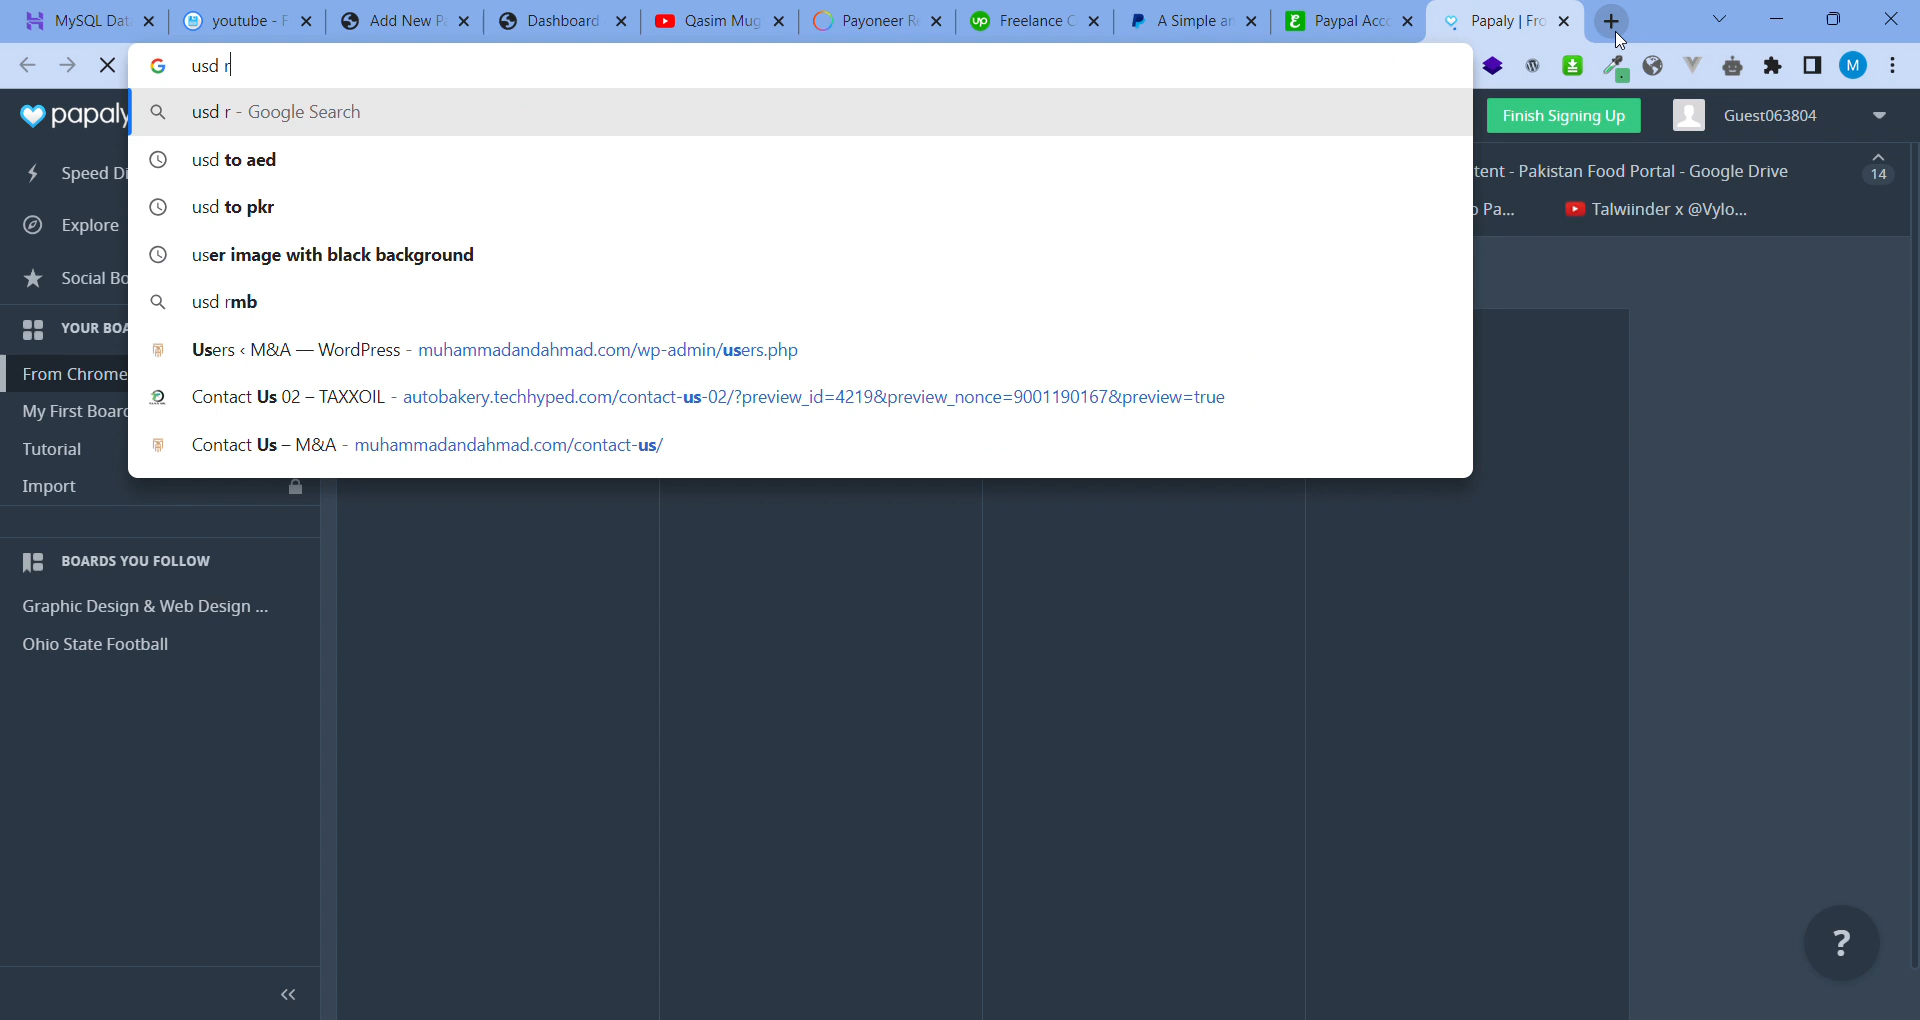 MySQL Dat
youtube - F
Add New P
Dashboard
Qasim Mug
Payoneer R
up Freelance C
A Simple an
Paypal Acc
Papaly | Fro
usd r
M
papaly
usd r - Google Search
Finish Signing Up
Guest063804
usd to aed
Speed Di
tent - Pakistan Food Portal - Google Drive
14
usd to pkr
Explore
o Pa...
Talwiinder x @Vylo...
user image with black background
Social Bo
usd rmb
YOUR BOA
Users ‹ M&A — WordPress - muhammadandahmad.com/wp-admin/users.php
From Chrome
Contact Us 02 – TAXXOIL - autobakery.techhyped.com/contact-us-02/?preview_id=4219&preview_nonce=9001190167&preview=true
My First Board
Contact Us – M&A - muhammadandahmad.com/contact-us/
Tutorial
Import
BOARDS YOU FOLLOW
Graphic Design & Web Design ...
Ohio State Football
?